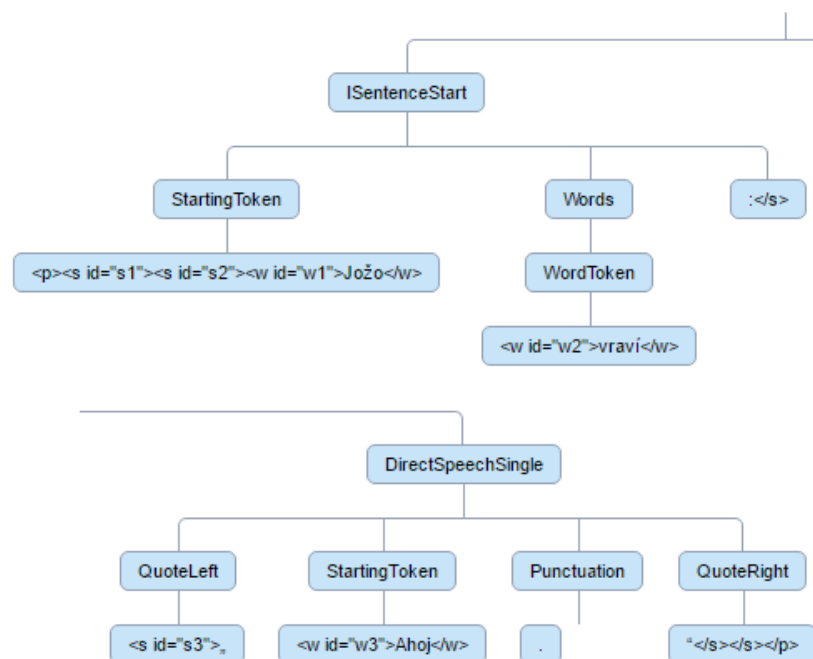 ISentenceStart
StartingToken Words :</s>
<p><s id="s1"><s id="s2"><w id="w1">Jožo</w> WordToken
<w id="w2">vraví</w>
DirectSpeechSingle
QuoteLeft StartingToken Punctuation QuoteRight
<s id="s3">„ <w id="w3">Ahoj</w> . “</s></s></p>